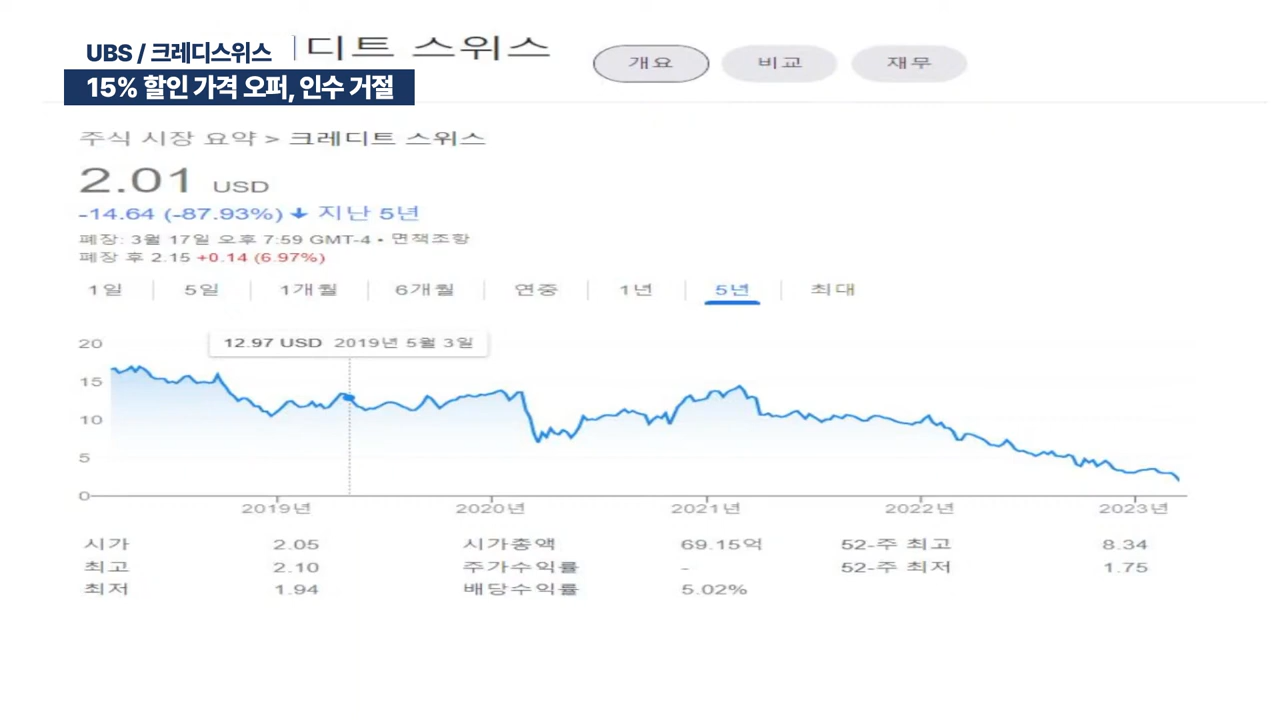 UBS / 크레디스위스
디트 스위스
개요 비교 재무
15% 할인 가격 오퍼, 인수 거절
주식 시장 요약 > 크레디트 스위스
2.01 USD
-14.64 (-87.93%) ↓ 지난 5년
폐장: 3월 17일 오후 7:59 GMT-4 • 면책조항
폐장 후 2.15 +0.14 (6.97%)
1일 5일 1개월 6개월 연중 1년 5년 최대
12.97 USD 2019년 5월 3일
20
15
10
5
0
2019년 2020년 2021년 2022년 2023년
시가 2.05 시가총액 69.15억 52-주 최고 8.34
최고 2.10 주가수익률 - 52-주 최저 1.75
최저 1.94 배당수익률 5.02%